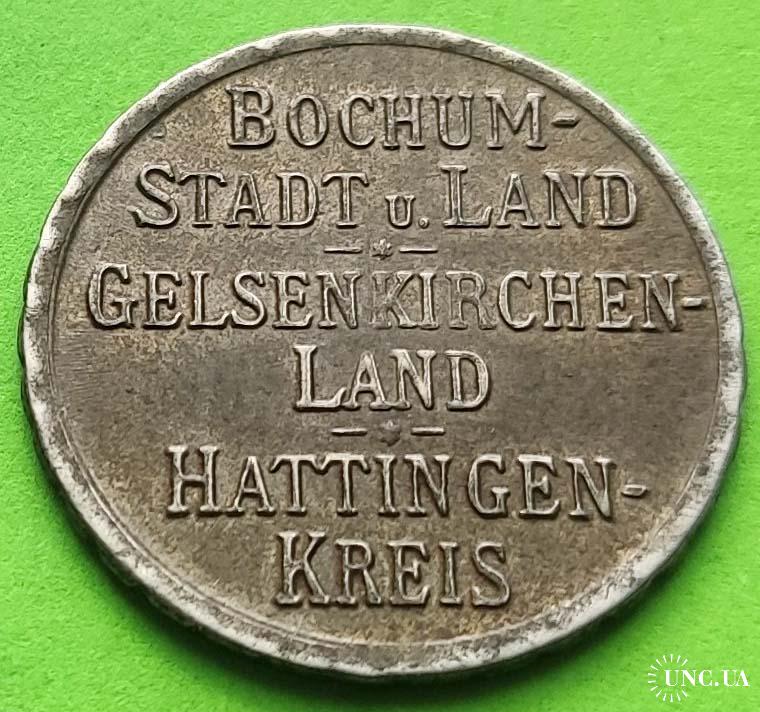 BOCHUM-
STADT u. LAND
GELSENKIRCHEN-
LAND
HATTINGEN-
KREIS
UNC.UA